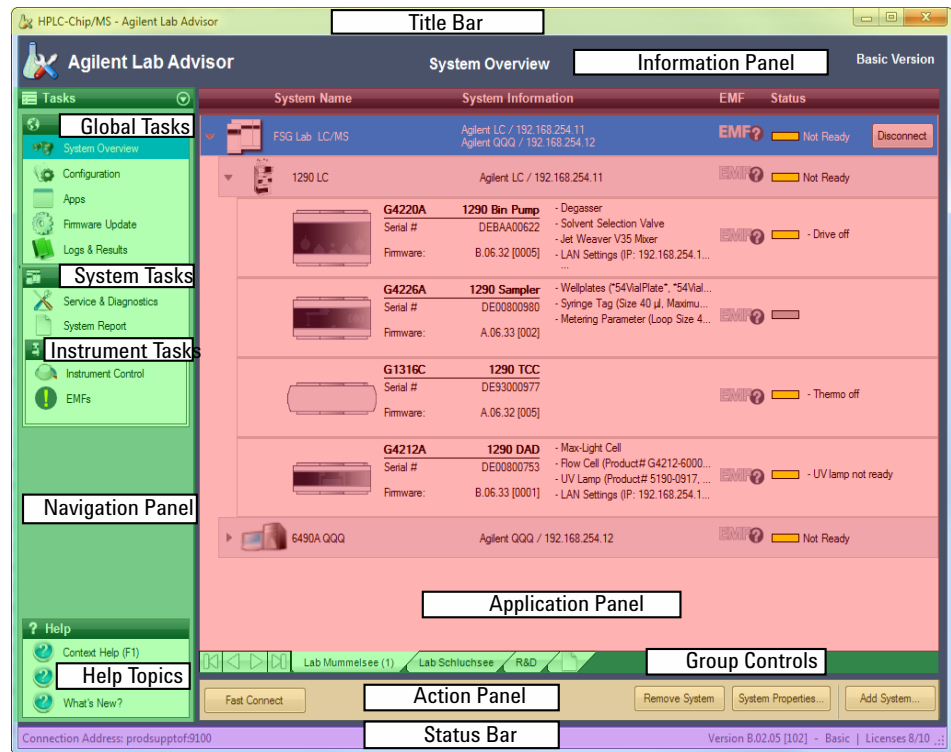 HPLC-Chip/MS - Agilent Lab Advisor
Title Bar
Agilent Lab Advisor
System Overview
Information Panel
Basic Version
Tasks
System Name
System Information
EMF
Status
Global Tasks
System Overview
Configuration
Apps
Firmware Update
Logs & Results
System Tasks
Service & Diagnostics
System Report
Instrument Tasks
Instrument Control
EMFs
Navigation Panel
? Help
Context Help (F1)
Help Topics
What's New?
FSG Lab LC/MS
Agilent LC / 192.168.254.11
Agilent QQQ / 192.168.254.12
EMF?
Not Ready
Disconnect
1290 LC
Agilent LC / 192.168.254.11
EMF?
Not Ready
G4220A 1290 Bin Pump
Serial # DEBAA00622
Firmware: B.06.32 [0005]
- Degasser
- Solvent Selection Valve
- Jet Weaver V35 Mixer
- LAN Settings (IP: 192.168.254.1...
...
EMF?
- Drive off
G4226A 1290 Sampler
Serial # DE00800980
Firmware: A.06.33 [002]
- Wellplates ("54VialPlate", "54Vial...
- Syringe Tag (Size 40 µl, Maximu...
- Metering Parameter (Loop Size 4...
EMF?
G1316C 1290 TCC
Serial # DE93000977
Firmware: A.06.32 [005]
EMF?
- Thermo off
G4212A 1290 DAD
Serial # DE00800753
Firmware: B.06.33 [0001]
- Max-Light Cell
- Flow Cell (Product# G4212-6000...
- UV Lamp (Product# 5190-0917, ...
- LAN Settings (IP: 192.168.254.1...
EMF?
- UV lamp not ready
6490A QQQ
Agilent QQQ / 192.168.254.12
EMF?
Not Ready
Application Panel
Lab Mummelsee (1)
Lab Schluchsee
R&D
Group Controls
Fast Connect
Action Panel
Remove System
System Properties...
Add System...
Connection Address: prodsupptof:9100
Status Bar
Version B.02.05 [102] - Basic | Licenses 8/10